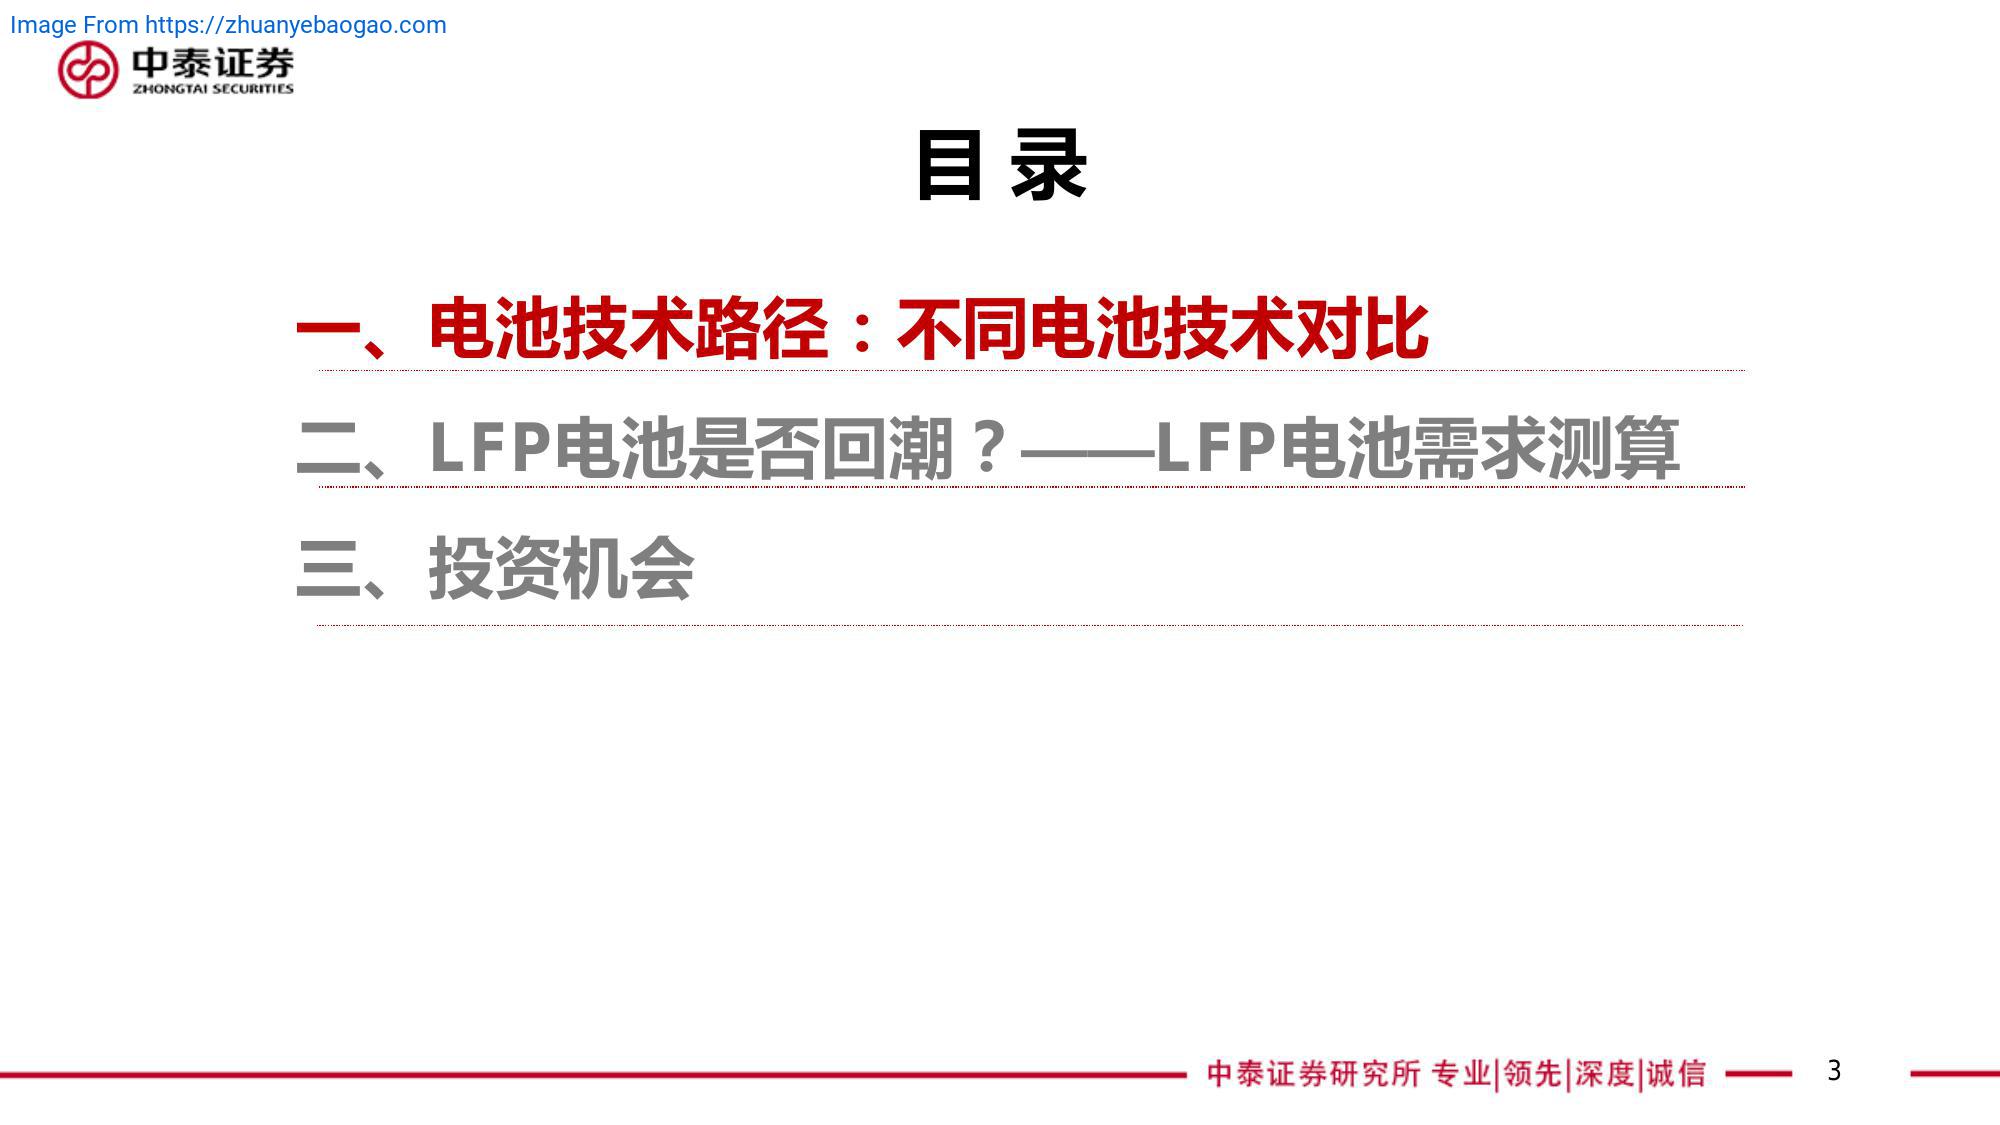 Image From https://zhuanyebaogao.com
中泰证券
ZHONGTAI SECURITIES
目 录
一、电池技术路径：不同电池技术对比
二、LFP电池是否回潮？——LFP电池需求测算
三、投资机会
中泰证券研究所 专业|领先|深度|诚信
3